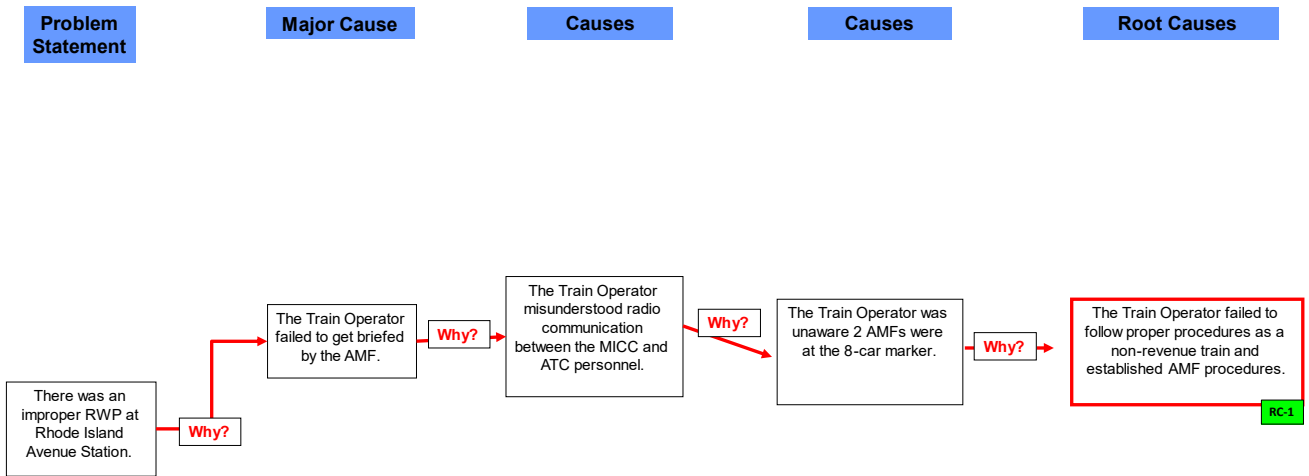 Problem
Statement
Major Cause
Causes
Causes
Root Causes
There was an
improper RWP at
Rhode Island
Avenue Station.
Why?
The Train Operator
failed to get briefed
by the AMF.
Why?
The Train Operator
misunderstood radio
communication
between the MICC and
ATC personnel.
Why?
The Train Operator was
unaware 2 AMFs were
at the 8-car marker.
Why?
The Train Operator failed to
follow proper procedures as a
non-revenue train and
established AMF procedures.
RC-1